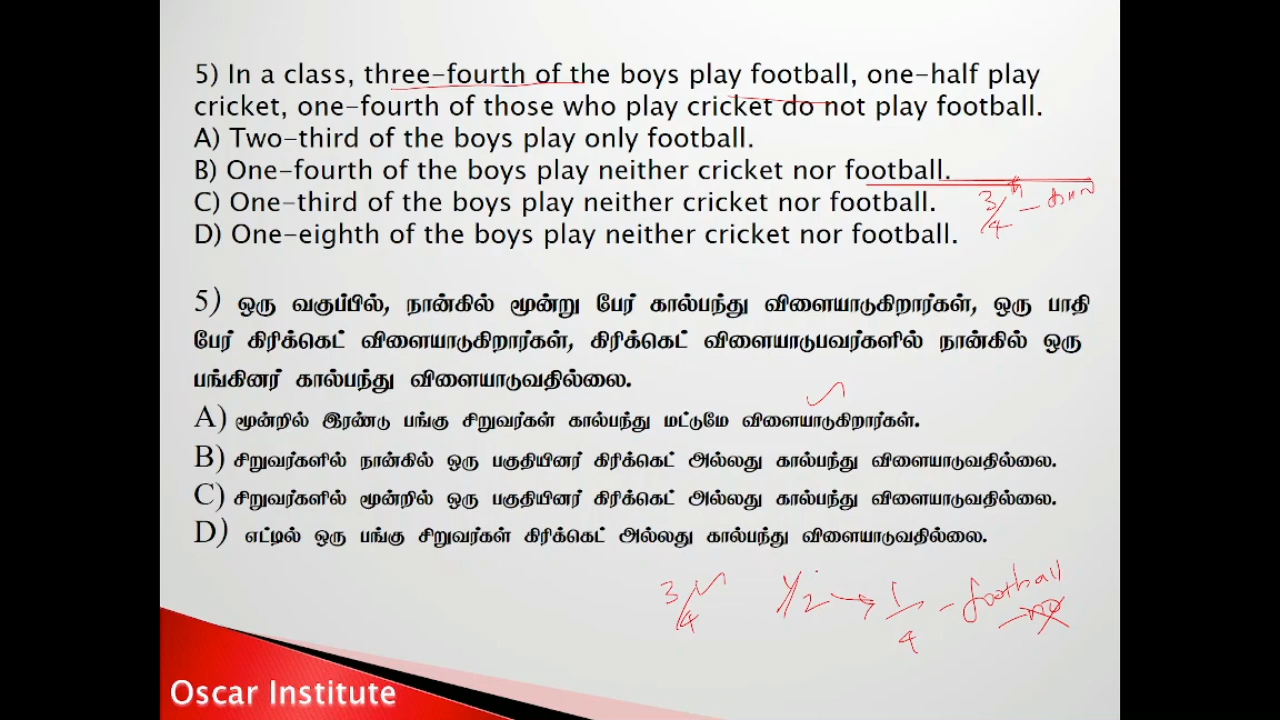 5) In a class, three-fourth of the boys play football, one-half play
cricket, one-fourth of those who play cricket do not play football.
A) Two-third of the boys play only football.
B) One-fourth of the boys play neither cricket nor football.
C) One-third of the boys play neither cricket nor football.
D) One-eighth of the boys play neither cricket nor football.
3/4 -
5) ஒரு வகுப்பில், நான்கில் மூன்று பேர் கால்பந்து விளையாடுகிறார்கள், ஒரு பாதி
பேர் கிரிக்கெட் விளையாடுகிறார்கள், கிரிக்கெட் விளையாடுபவர்களில் நான்கில் ஒரு
பங்கினர் கால்பந்து விளையாடுவதில்லை.
A) மூன்றில் இரண்டு பங்கு சிறுவர்கள் கால்பந்து மட்டுமே விளையாடுகிறார்கள்.
B) சிறுவர்களில் நான்கில் ஒரு பகுதியினர் கிரிக்கெட் அல்லது கால்பந்து விளையாடுவதில்லை.
C) சிறுவர்களில் மூன்றில் ஒரு பகுதியினர் கிரிக்கெட் அல்லது கால்பந்து விளையாடுவதில்லை.
D) எட்டில் ஒரு பங்கு சிறுவர்கள் கிரிக்கெட் அல்லது கால்பந்து விளையாடுவதில்லை.
3/4 1/2 → 1/4 - football
Oscar Institute